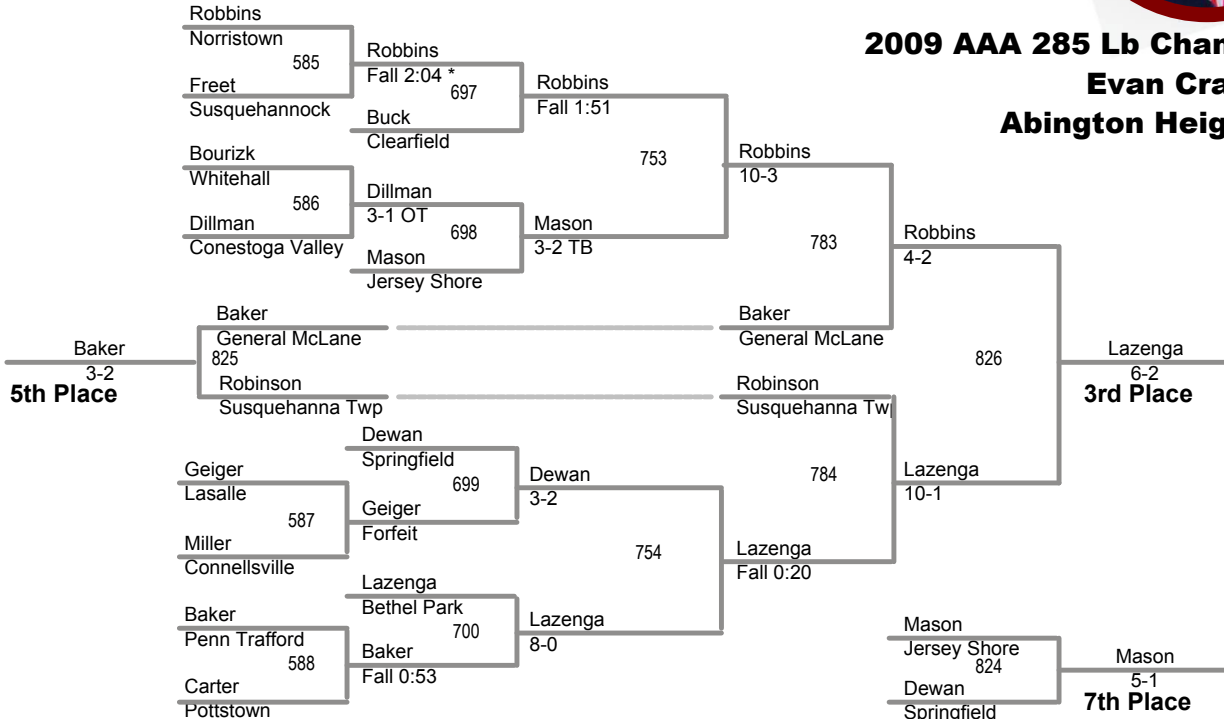 2009 AAA 285 Lb
Evan
Abington
Robbins
Norristown
585
Freet
Susquehannock
Robbins
Fall 2:04 *
697
Buck
Clearfield
Robbins
Fall 1:51
Bourizk
Whitehall
586
Dillman
Conestoga Valley
Dillman
3-1 OT
698
Mason
Jersey Shore
Mason
3-2 TB
753
Robbins
10-3
783
Baker
General McLane
Robbins
4-2
Baker
General McLane
825
Robinson
Susquehanna Twp
Baker
3-2
5th Place
Robinson
Susquehanna
784
Lazenga
10-1
826
Lazenga
6-2
3rd Place
Dewan
Springfield
699
Geiger
Lasalle
587
Miller
Connellsville
Geiger
Forfeit
Dewan
3-2
754
Lazenga
Fall 0:20
Lazenga
Bethel Park
700
Baker
Penn Trafford
588
Carter
Pottstown
Baker
Fall 0:53
Lazenga
8-0
Mason
Jersey Shore
824
Dewan
Springfield
Mason
5-1
7th Place